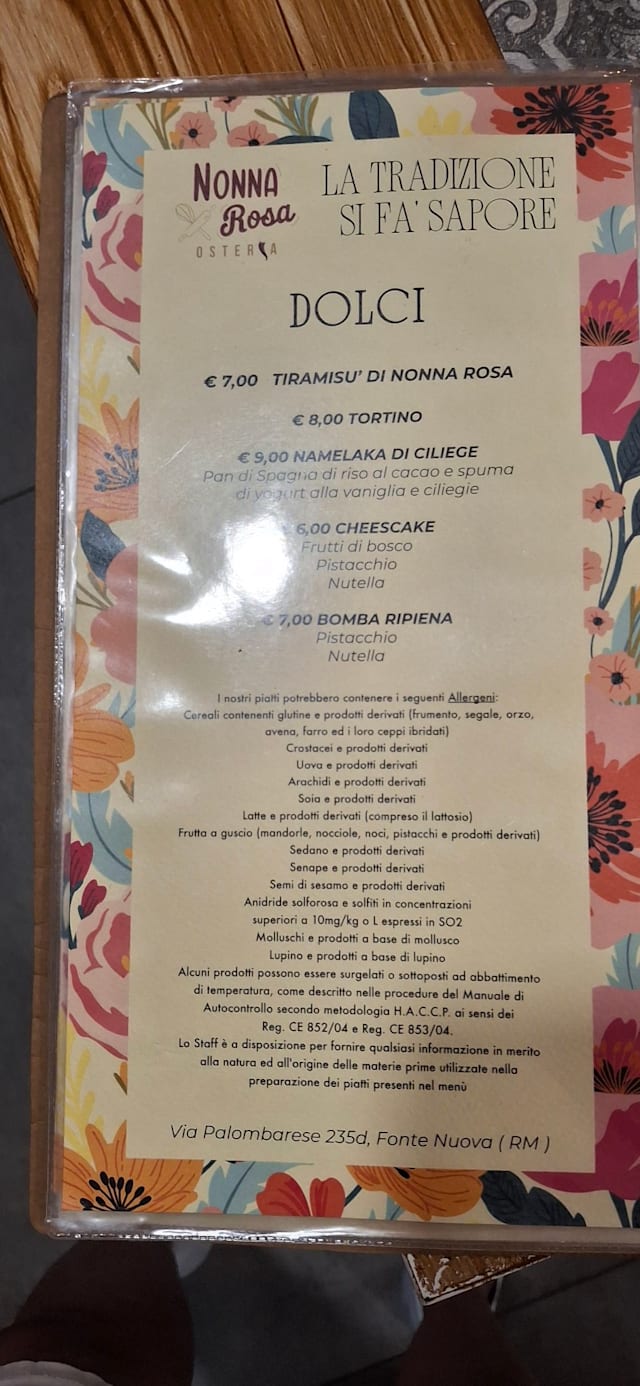 NONNA
Rosa
OSTERIA
LA TRADIZIONE
SI FA' SAPORE
DOLCI
€ 7,00 TIRAMISU' DI NONNA ROSA
€ 8,00 TORTINO
€ 9,00 NAMELAKA DI CILIEGE
Pan di Spagna di riso al cacao e spuma
di yogurt alla vaniglia e ciliegie
€ 6,00 CHEESCAKE
Frutti di bosco
Pistacchio
Nutella
€ 7,00 BOMBA RIPIENA
Pistacchio
Nutella
I nostri piatti potrebbero contenere i seguenti Allergeni:
Cereali contenenti glutine e prodotti derivati (frumento, segale, orzo,
avena, farro ed i loro ceppi ibridati)
Crostacei e prodotti derivati
Uova e prodotti derivati
Arachidi e prodotti derivati
Soia e prodotti derivati
Latte e prodotti derivati (compreso il lattosio)
Frutta a guscio (mandorle, nocciole, noci, pistacchi e prodotti derivati)
Sedano e prodotti derivati
Senape e prodotti derivati
Semi di sesamo e prodotti derivati
Anidride solforosa e solfiti in concentrazioni
superiori a 10mg/kg o L espressi in SO2
Molluschi e prodotti a base di mollusco
Lupino e prodotti a base di lupino
Alcuni prodotti possono essere surgelati o sottoposti ad abbattimento
di temperatura, come descritto nelle procedure del Manuale di
Autocontrollo secondo metodologia H.A.C.C.P. ai sensi dei
Reg. CE 852/04 e Reg. CE 853/04.
Lo Staff è a disposizione per fornire qualsiasi informazione in merito
alla natura ed all'origine delle materie prime utilizzate nella
preparazione dei piatti presenti nel menù
Via Palombarese 235d, Fonte Nuova ( RM )